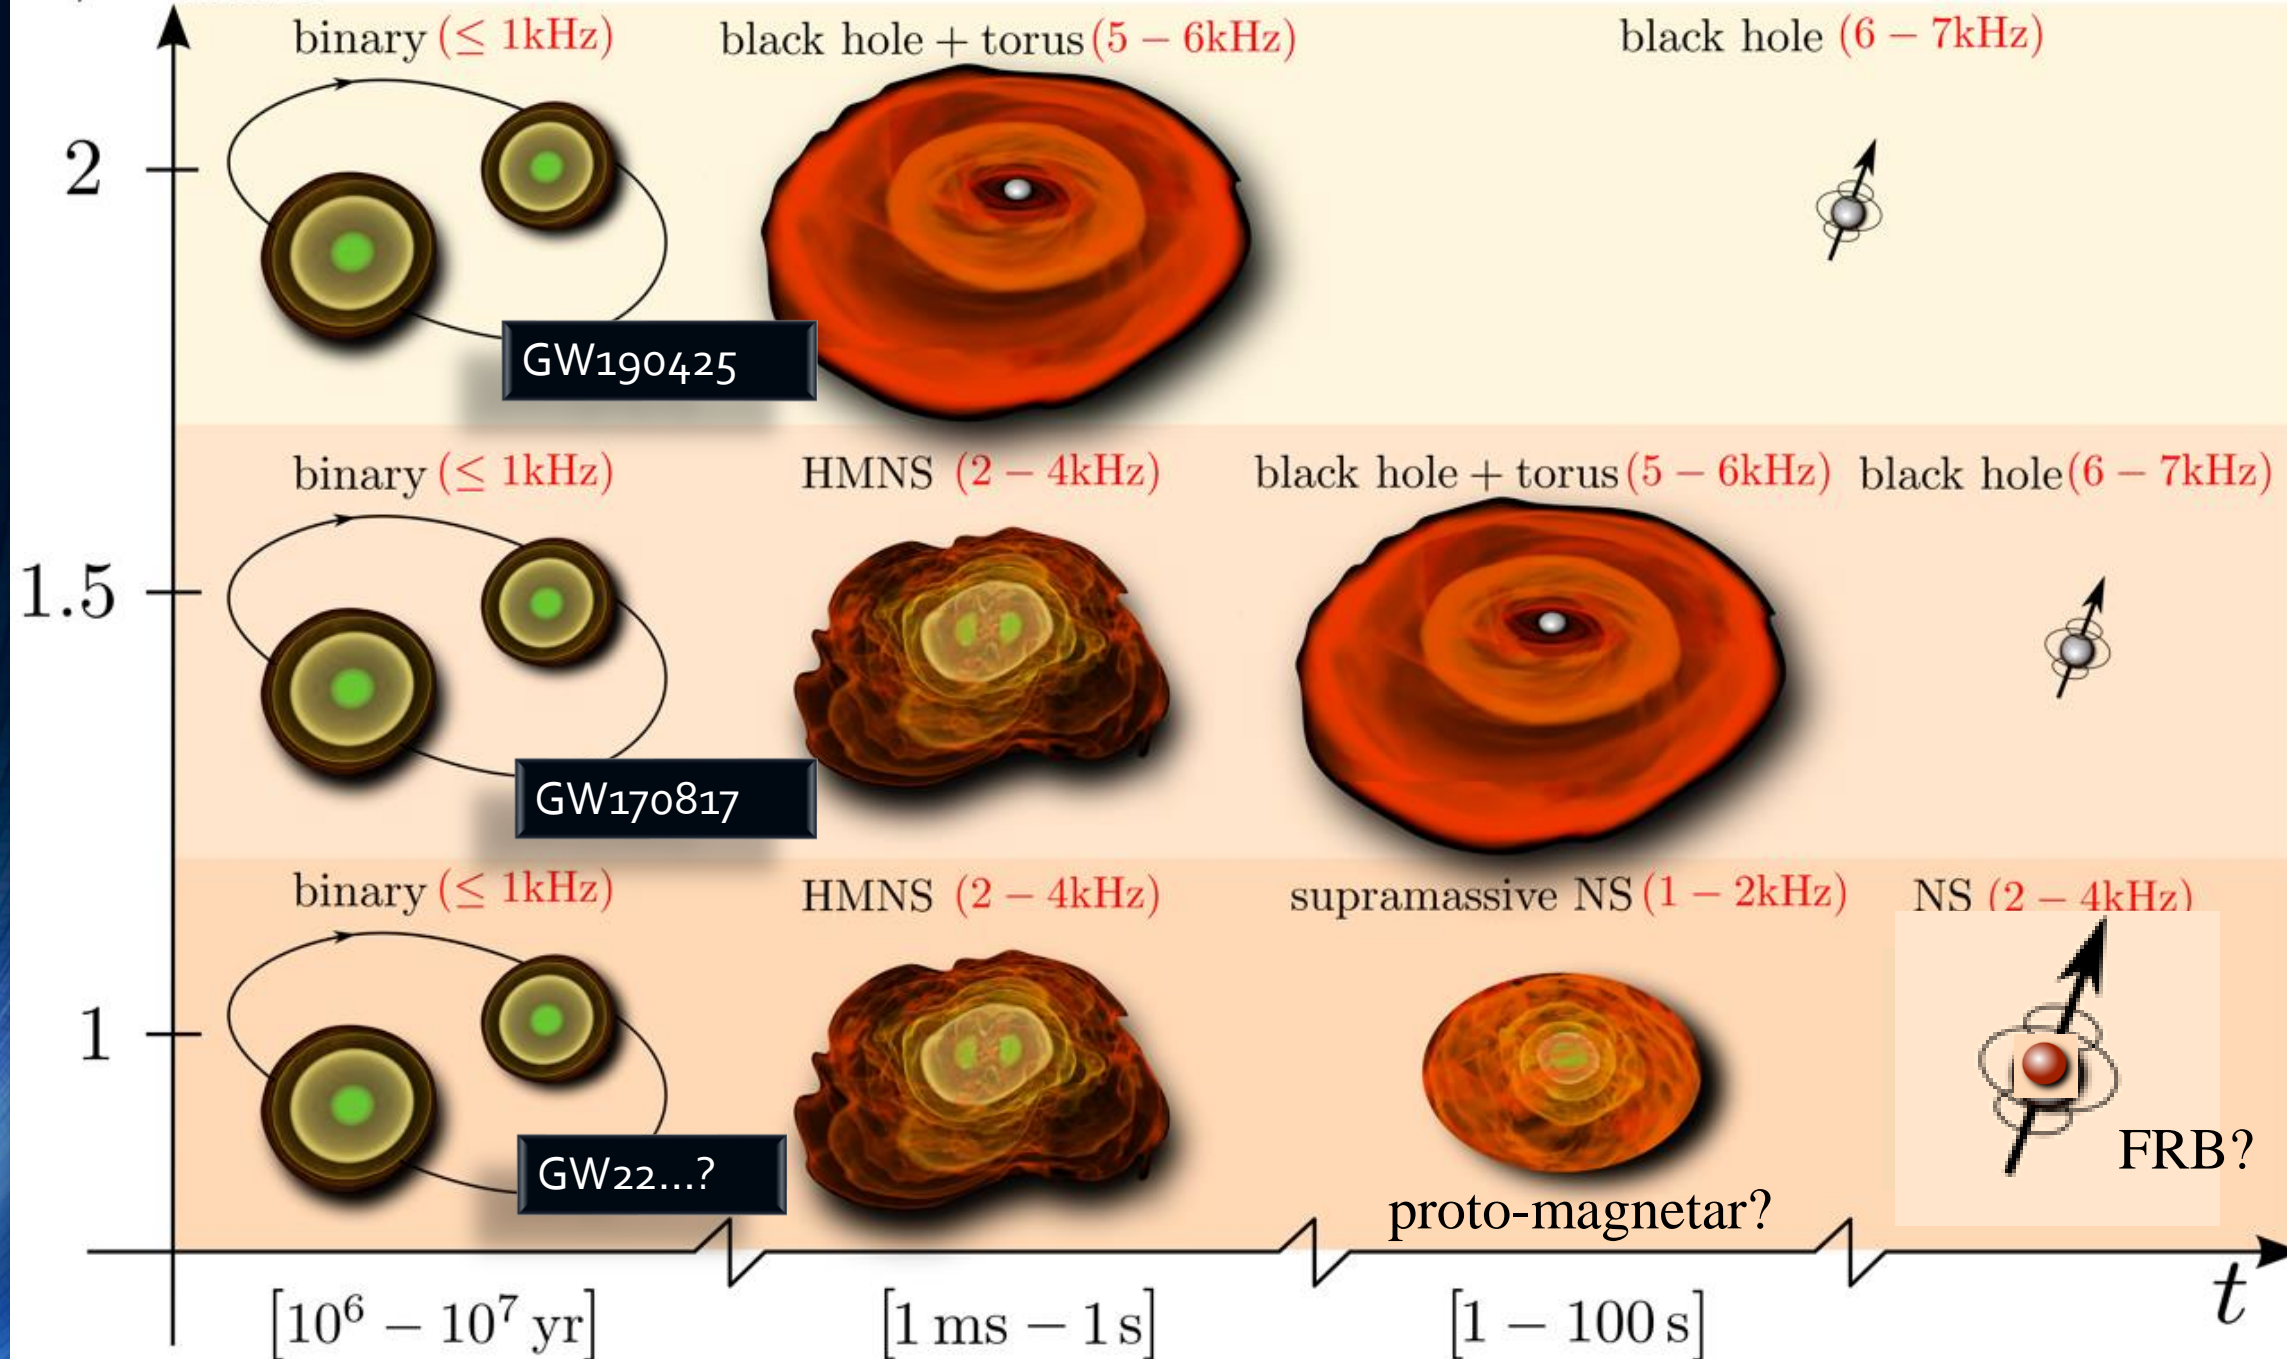 binary (≤ 1kHz) black hole + torus (5 − 6kHz) black hole (6 − 7kHz)
2
GW190425
binary (≤ 1kHz) HMNS (2 − 4kHz) black hole + torus (5 − 6kHz) black hole (6 − 7kHz)
1.5
GW170817
binary (≤ 1kHz) HMNS (2 − 4kHz) supramassive NS (1 − 2kHz) NS (2 − 4kHz)
1
FRB?
GW22...?
proto-magnetar?
t
[10⁶ − 10⁷ yr] [1 ms − 1 s] [1 − 100 s]